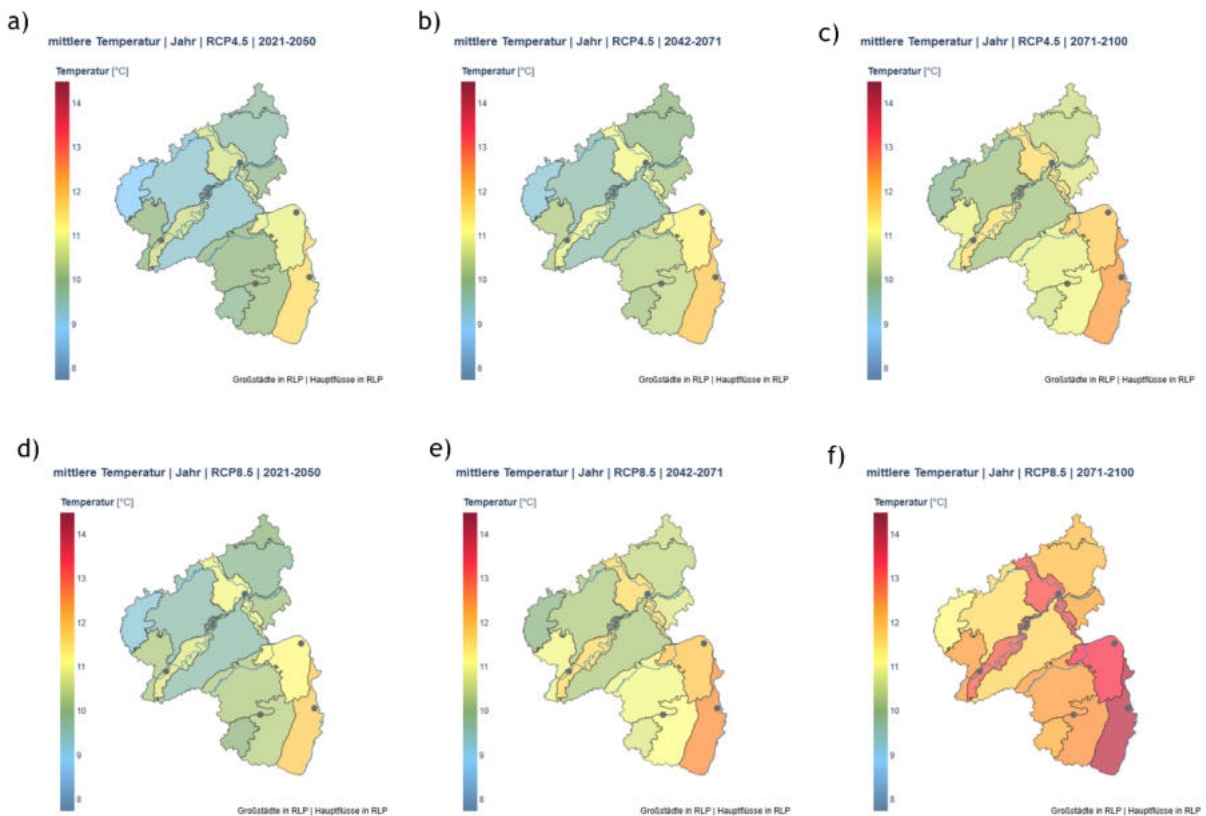 a)
mittlere Temperatur | Jahr | RCP4.5 | 2021-2050
Temperatur [°C]
14
13
12
11
10
9
8
Großstädte in RLP | Hauptflüsse in RLP
b)
mittlere Temperatur | Jahr | RCP4.5 | 2042-2071
Temperatur [°C]
14
13
12
11
10
9
8
Großstädte in RLP | Hauptflüsse in RLP
c)
mittlere Temperatur | Jahr | RCP4.5 | 2071-2100
Temperatur [°C]
14
13
12
11
10
9
8
Großstädte in RLP | Hauptflüsse in RLP
d)
mittlere Temperatur | Jahr | RCP8.5 | 2021-2050
Temperatur [°C]
14
13
12
11
10
9
8
Großstädte in RLP | Hauptflüsse in RLP
e)
mittlere Temperatur | Jahr | RCP8.5 | 2042-2071
Temperatur [°C]
14
13
12
11
10
9
8
Großstädte in RLP | Hauptflüsse in RLP
f)
mittlere Temperatur | Jahr | RCP8.5 | 2071-2100
Temperatur [°C]
14
13
12
11
10
9
8
Großstädte in RLP | Hauptflüsse in RLP